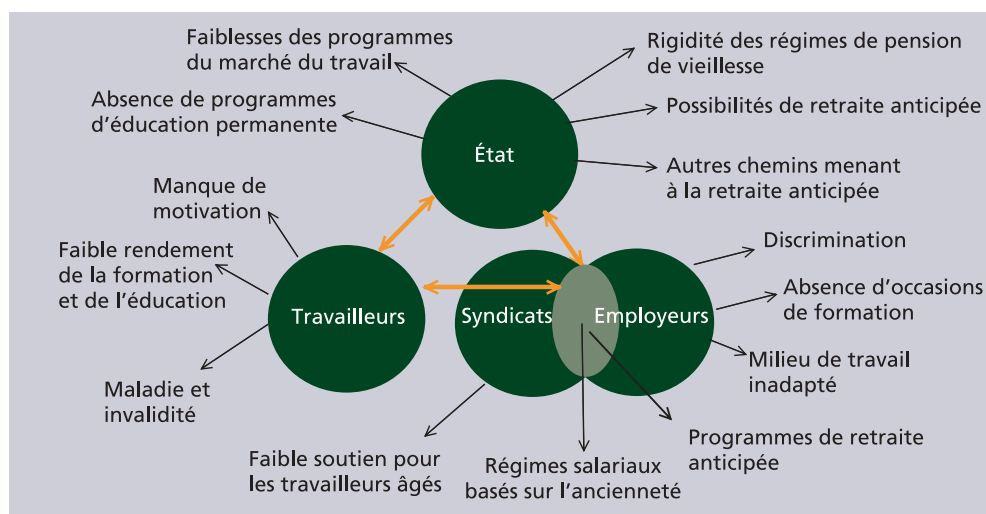 Faiblesses des programmes
du marché du travail
Rigidité des régimes de pension
de vieillesse
Absence de programmes
d'éducation permanente
Possibilités de retraite anticipée
État
Autres chemins menant
à la retraite anticipée
Manque de
motivation
Faible rendement
de la formation
et de l'éducation
Discrimination
Absence d'occasions
de formation
Travailleurs
Syndicats
Employeurs
Milieu de travail
inadapté
Maladie et
invalidité
Faible soutien pour
les travailleurs âgés
Régimes salariaux
basés sur l'ancienneté
Programmes de retraite
anticipée